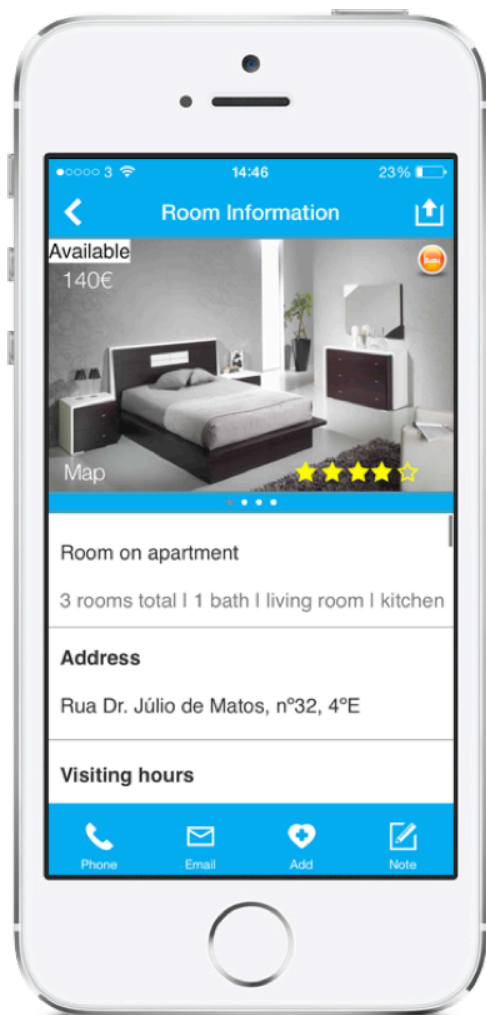 3 14:46 23%
Room Information
Available
140€
Map
Room on apartment
3 rooms total I 1 bath I living room I kitchen
Address
Rua Dr. Júlio de Matos, nº32, 4ºE
Visiting hours
Phone Email Add Note